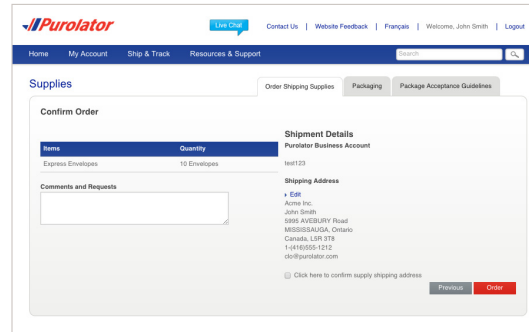 Purolator
Live Chat
Contact Us | Website Feedback | Français | Welcome, John Smith | Logout
Home My Account Ship & Track Resources & Support Search
Supplies
Order Shipping Supplies Packaging Package Acceptance Guidelines
Confirm Order
Items Quantity
Express Envelopes 10 Envelopes
Comments and Requests
Shipment Details
Purolator Business Account
test123
Shipping Address
Edit
Acme Inc.
John Smith
5995 AVEBURY Road
MISSISSAUGA, Ontario
Canada, L5R 3T8
1-(416)555-1212
clo@purolator.com
Click here to confirm supply shipping address
Previous Order